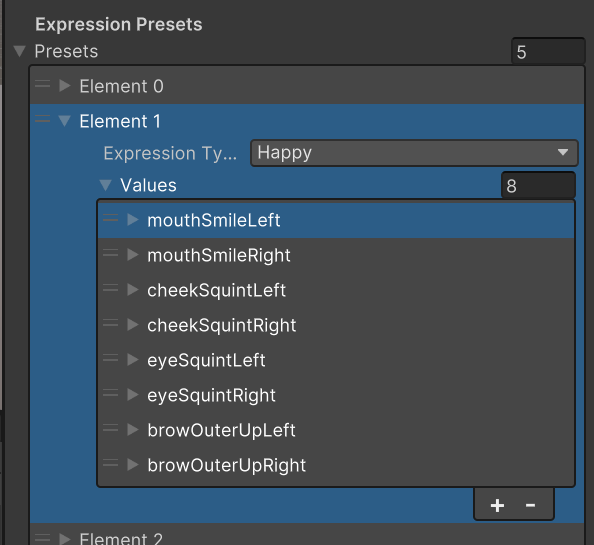 Expression Presets
Presets 5
Element 0
Element 1
Expression Ty... Happy
Values 8
mouthSmileLeft
mouthSmileRight
cheekSquintLeft
cheekSquintRight
eyeSquintLeft
eyeSquintRight
browOuterUpLeft
browOuterUpRight
+ -
Element 2